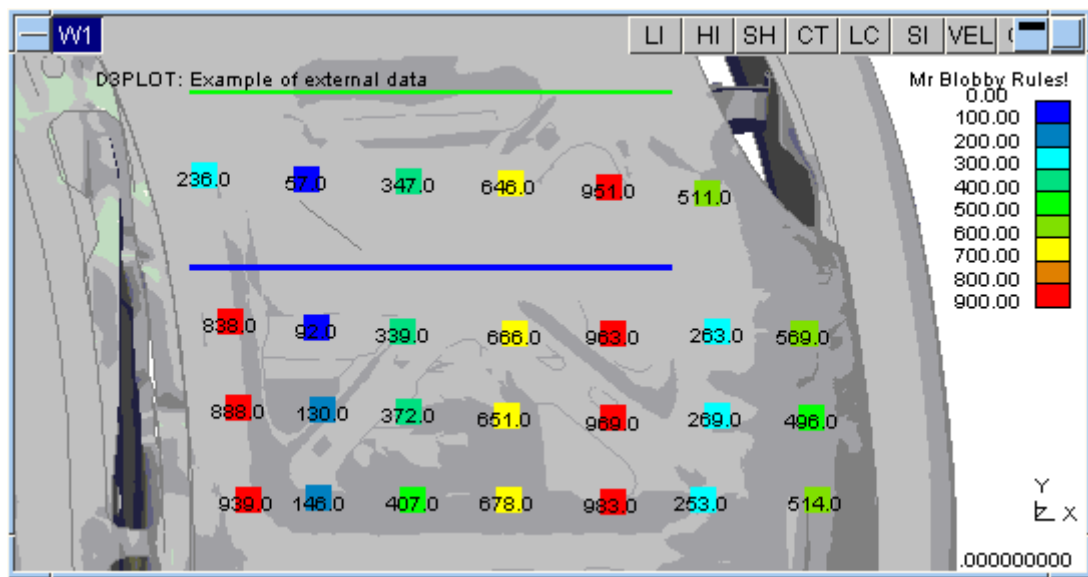 W1 LI HI SH CT LC SI VEL
D3PLOT: Example of external data
Mr Blobby Rules!
0.00
100.00
200.00
300.00
400.00
500.00
600.00
700.00
800.00
900.00
236.0 57.0 347.0 646.0 951.0 511.0
838.0 92.0 339.0 666.0 963.0 263.0 569.0
888.0 130.0 372.0 651.0 969.0 269.0 496.0
939.0 146.0 407.0 678.0 983.0 253.0 514.0
Y
Z X
.000000000